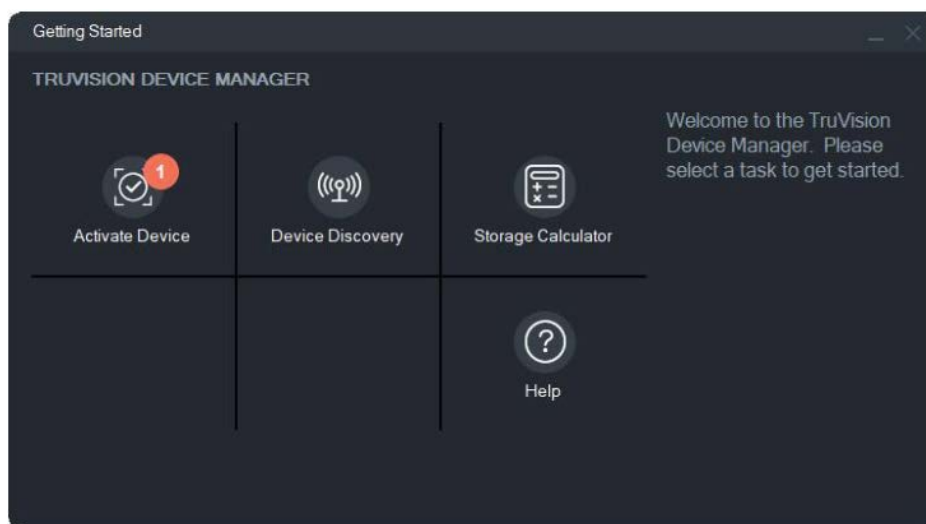 Getting Started
TRUVISION DEVICE MANAGER
Welcome to the TruVision
Device Manager. Please
select a task to get started.
1
Activate Device
Device Discovery
Storage Calculator
Help